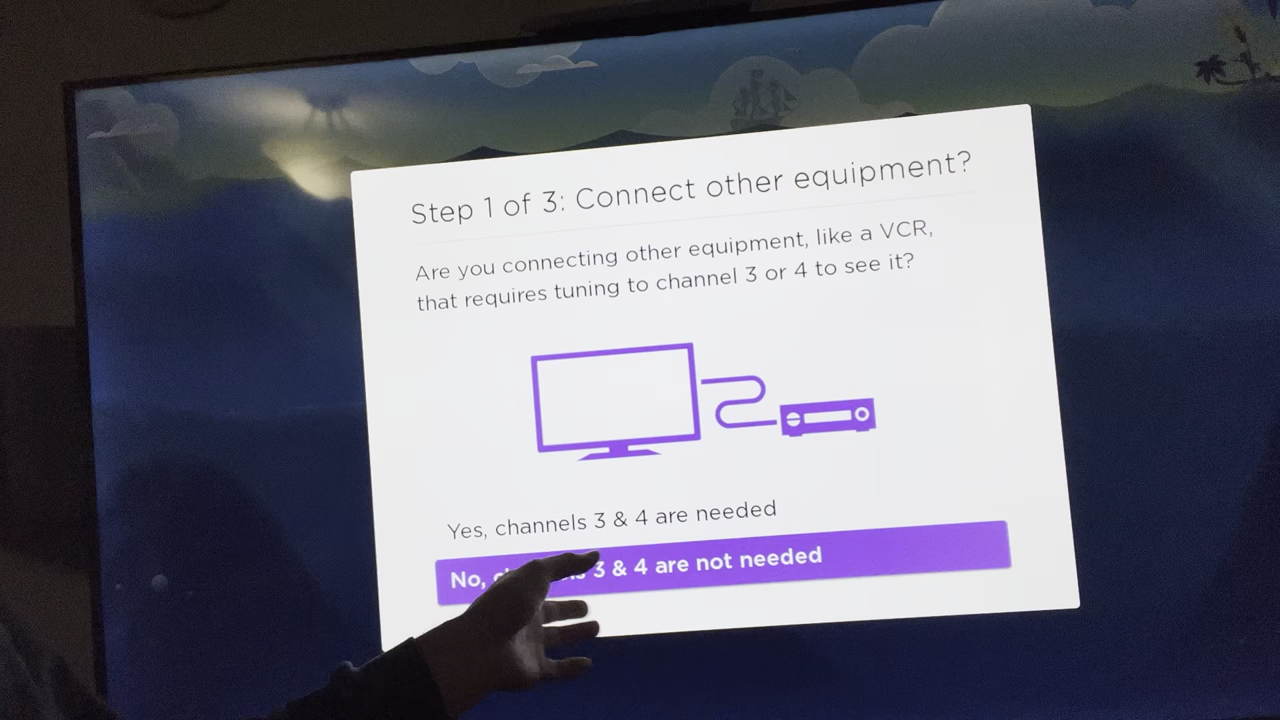 Step 1 of 3: Connect other equipment?
Are you connecting other equipment, like a VCR,
that requires tuning to channel 3 or 4 to see it?
Yes, channels 3 & 4 are needed
No, 3 & 4 are not needed